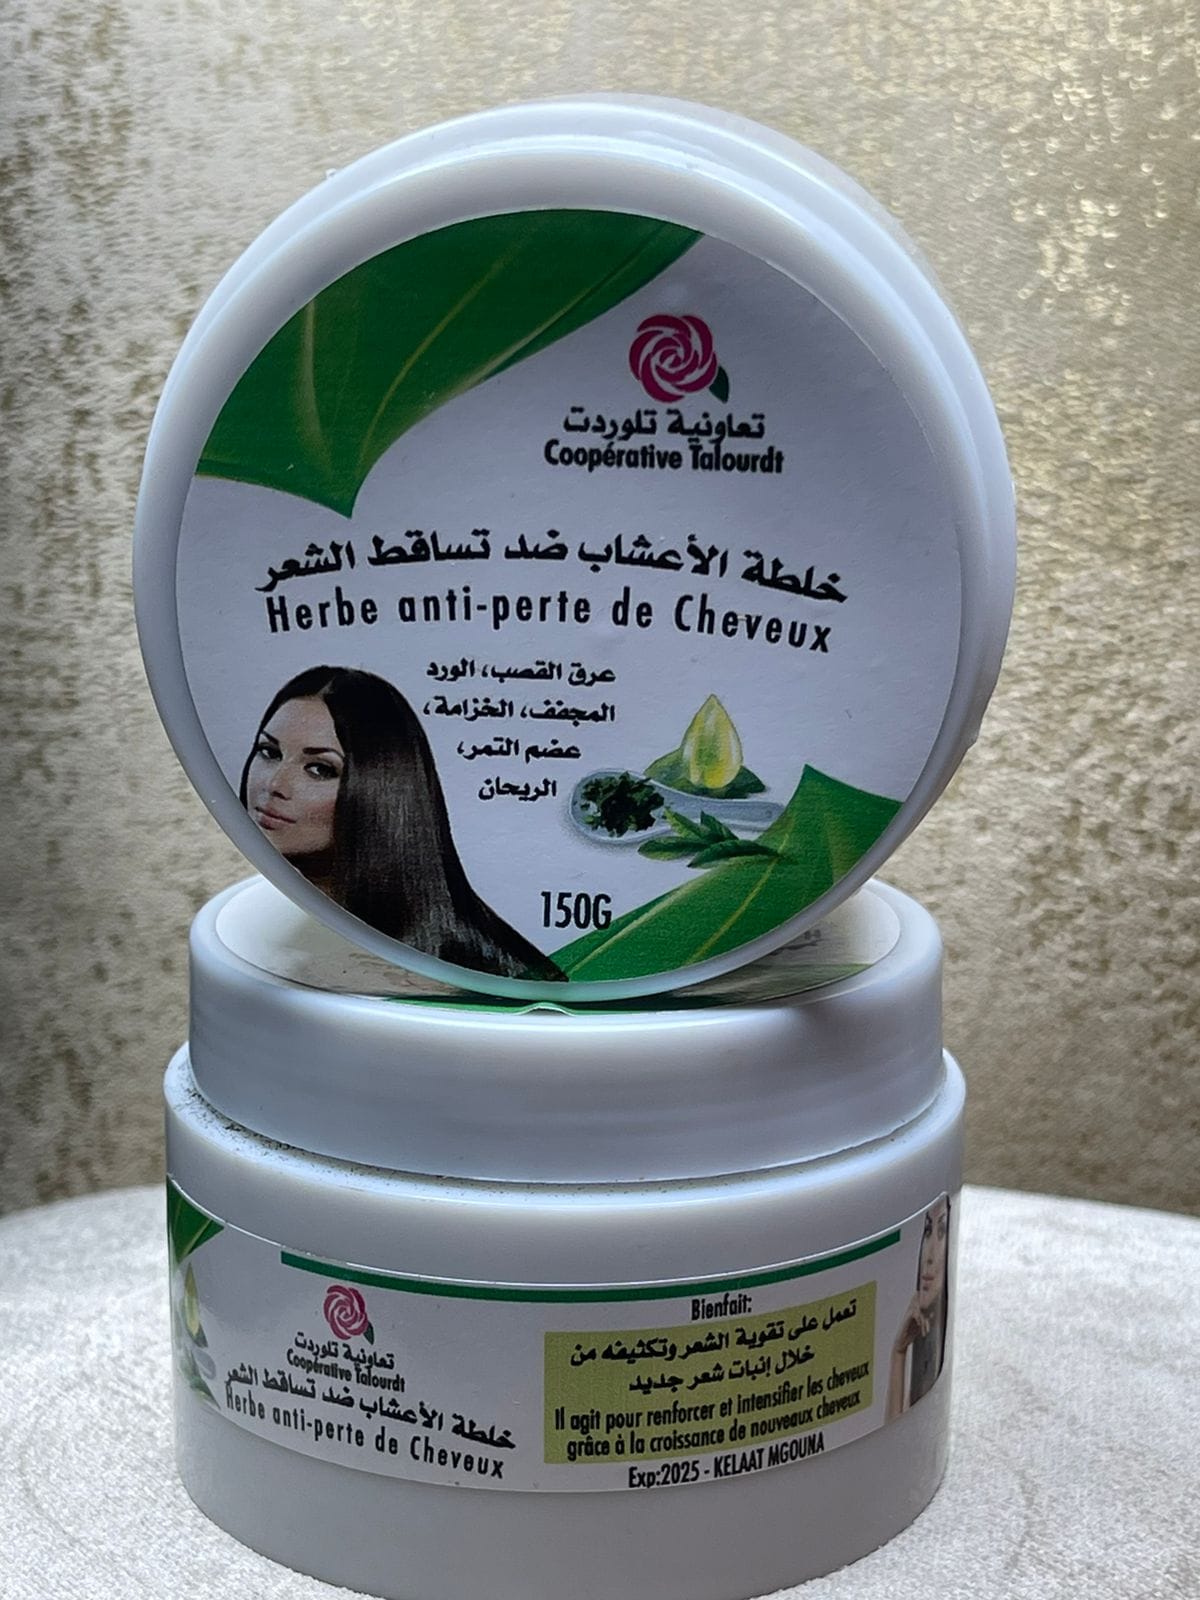 تعاونية تلوردت
Coopérative Talourdt
خلطة الأعشاب ضد تساقط الشعر
Herbe anti-perte de Cheveux
عرق القصب، الورد
المجفف، الخزامة،
عضم التمر،
الريحان
150G
تعاونية تلوردت
Coopérative Talourdt
خلطة الأعشاب ضد تساقط الشعر
Herbe anti-perte de Cheveux
Bienfait:
تعمل على تقوية الشعر وتكثيفه من
خلال إنبات شعر جديد
Il agit pour renforcer et intensifier les cheveux
grâce à la croissance de nouveaux cheveux
Exp:2025 - KELAAT MGOUNA